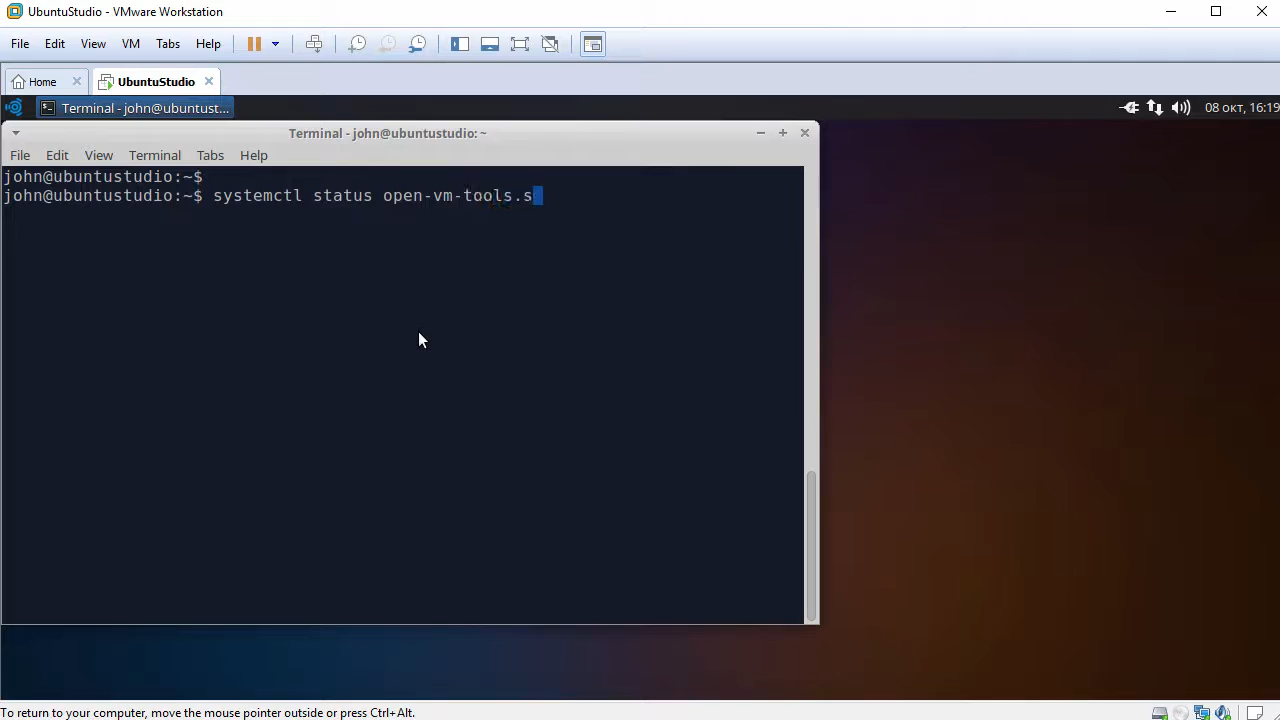 UbuntuStudio - VMware Workstation
File Edit View VM Tabs Help
Home UbuntuStudio
Terminal - john@ubuntust... 08 окт, 16:19
Terminal - john@ubuntustudio: ~
File Edit View Terminal Tabs Help
john@ubuntustudio:~$
john@ubuntustudio:~$ systemctl status open-vm-tools.s
To return to your computer, move the mouse pointer outside or press Ctrl+Alt.